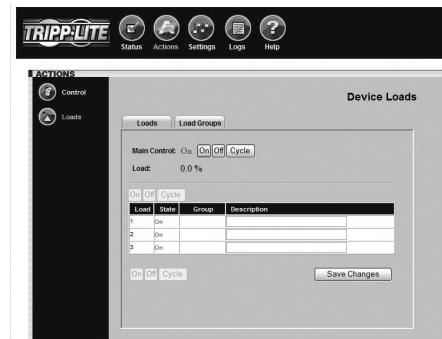 TRIPP·LITE
Status Actions Settings Logs Help
ACTIONS
Control
Loads
Device Loads
Loads Load Groups
Main Control: On On Off Cycle
Load: 0.0 %
On Off Cycle
Load State Group Description
1 On
2 On
3 On
On Off Cycle
Save Changes